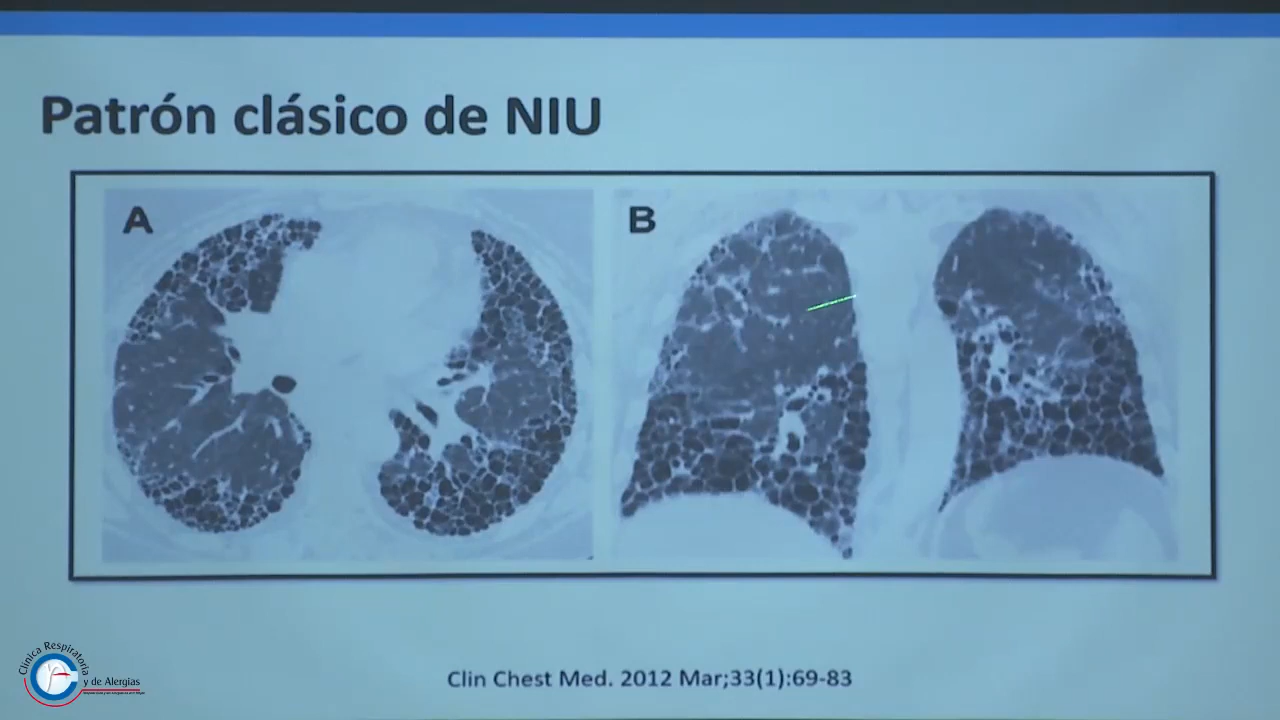 Patrón clásico de NIU
A
B
Clínica Respiratoria
y de Alergias
Clin Chest Med. 2012 Mar;33(1):69-83